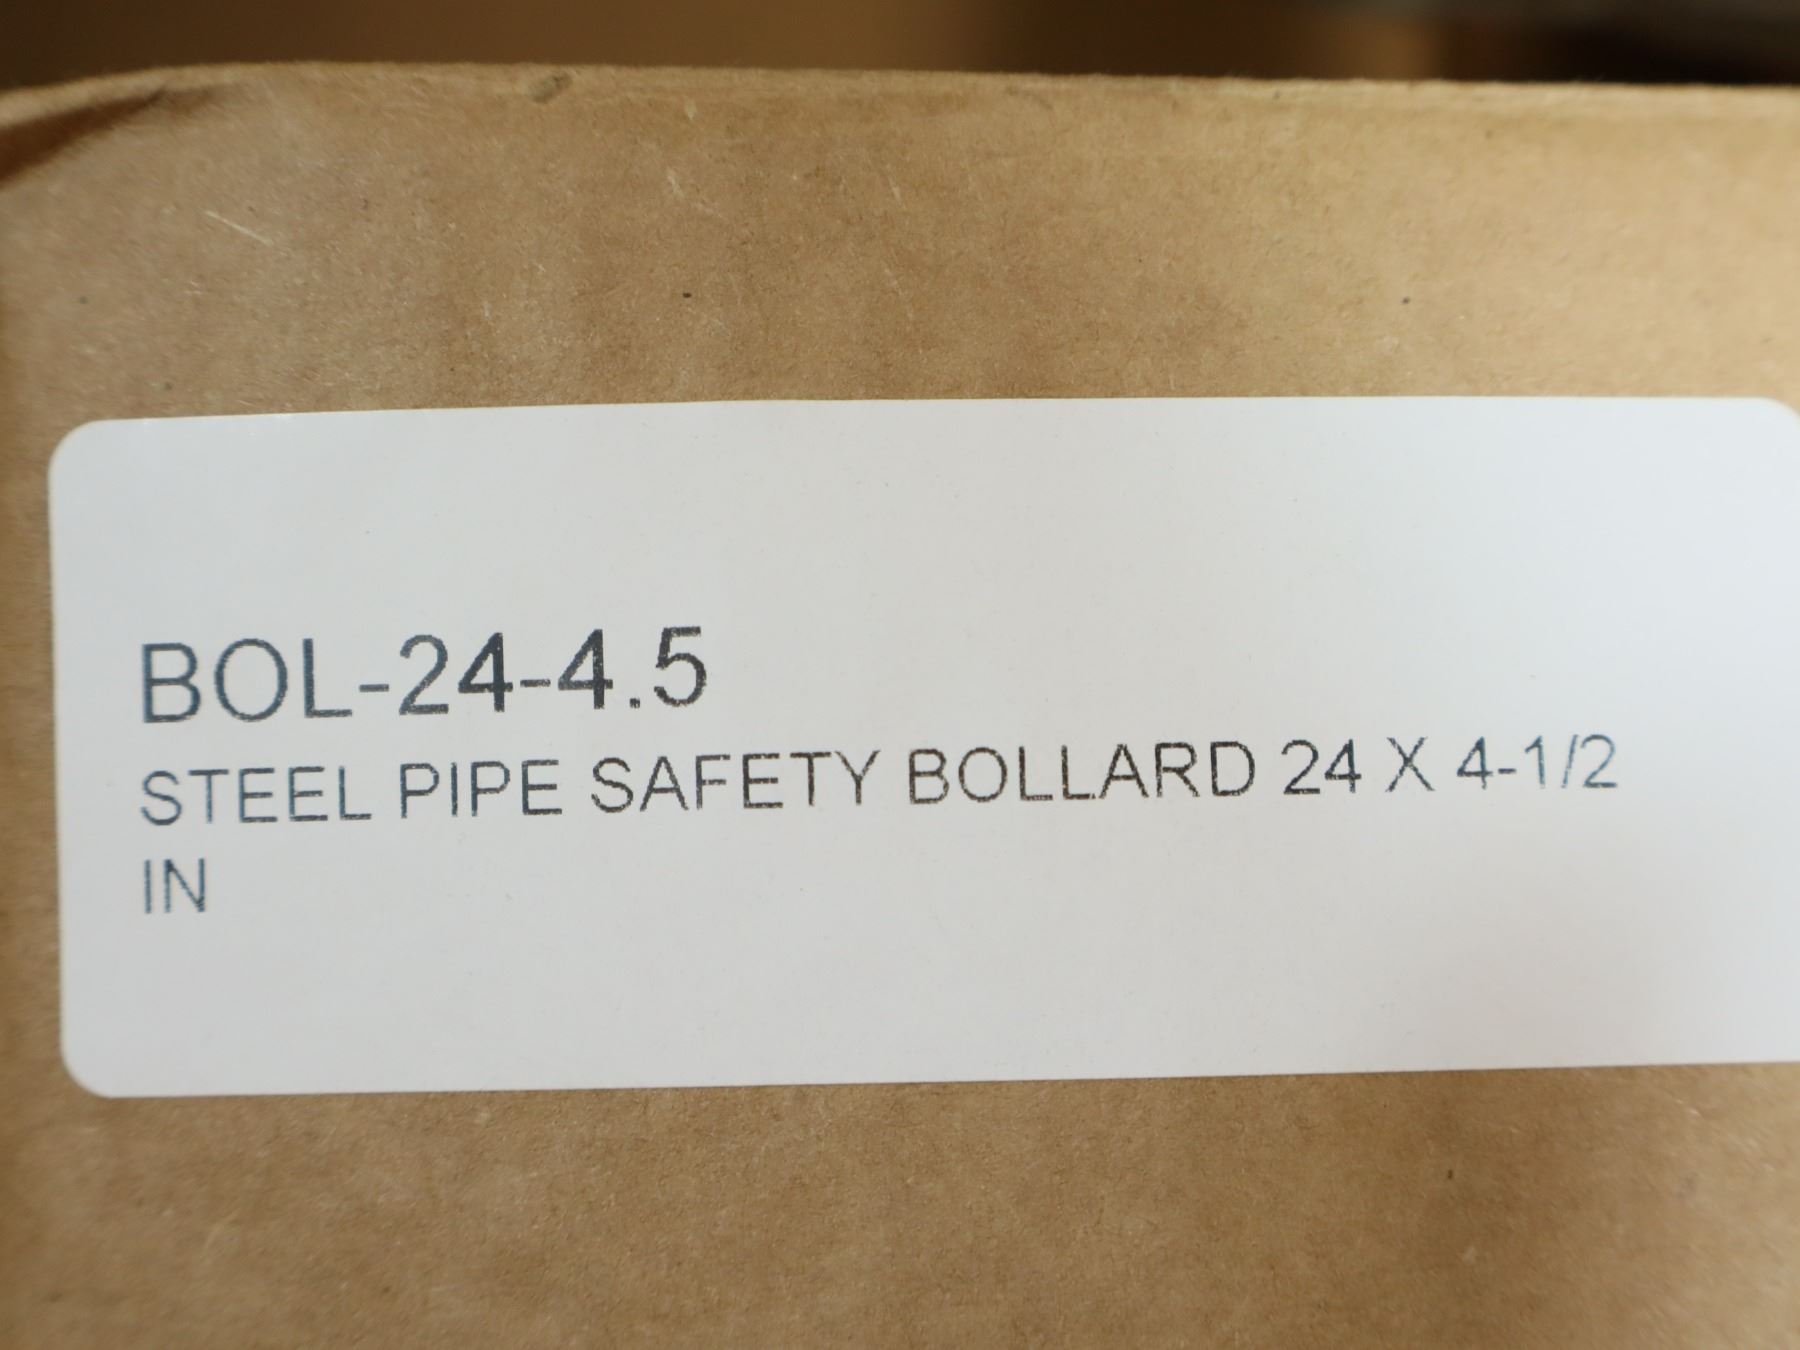 BOL-24-4.5
STEEL PIPE SAFETY BOLLARD 24 X 4-1/2
IN